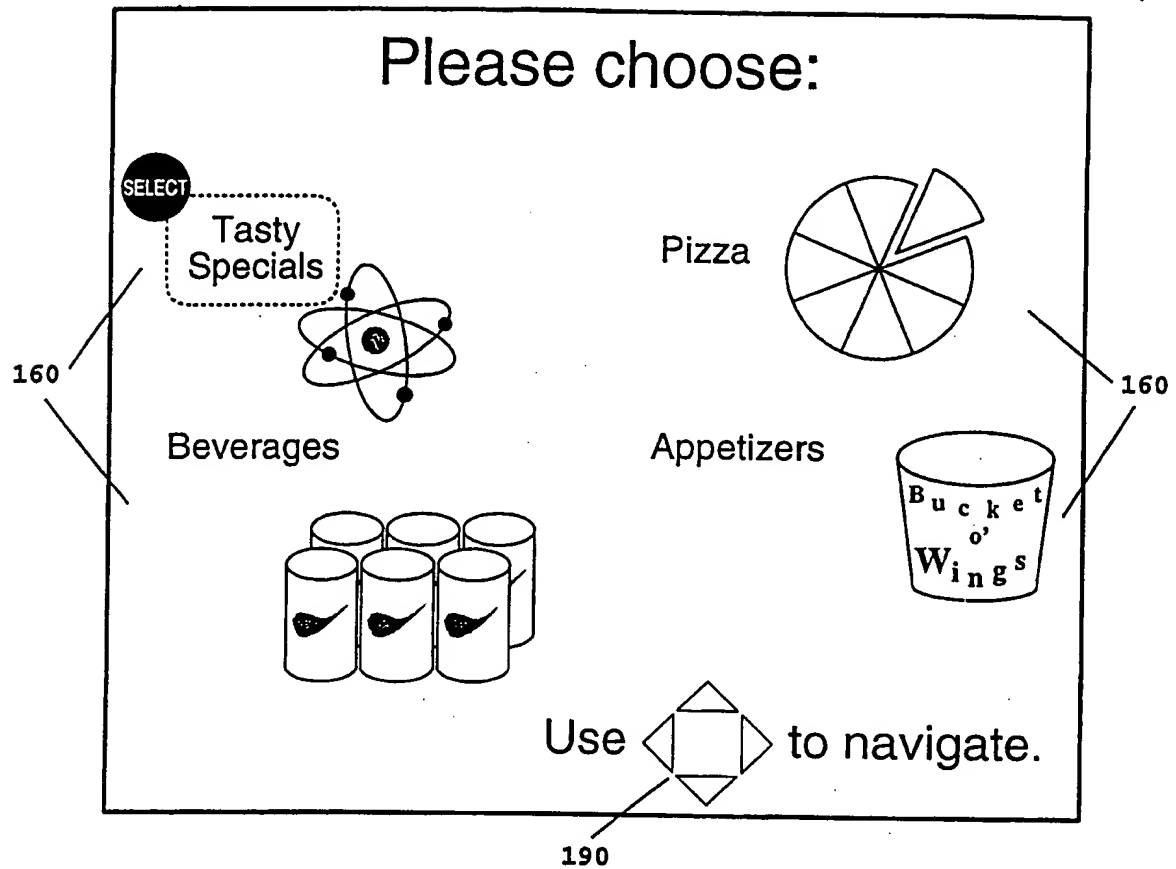 Please choose:
SELECT
Tasty
Specials
Pizza
160
160
Beverages
Appetizers
Bucket
o'
Wings
Use to navigate.
190